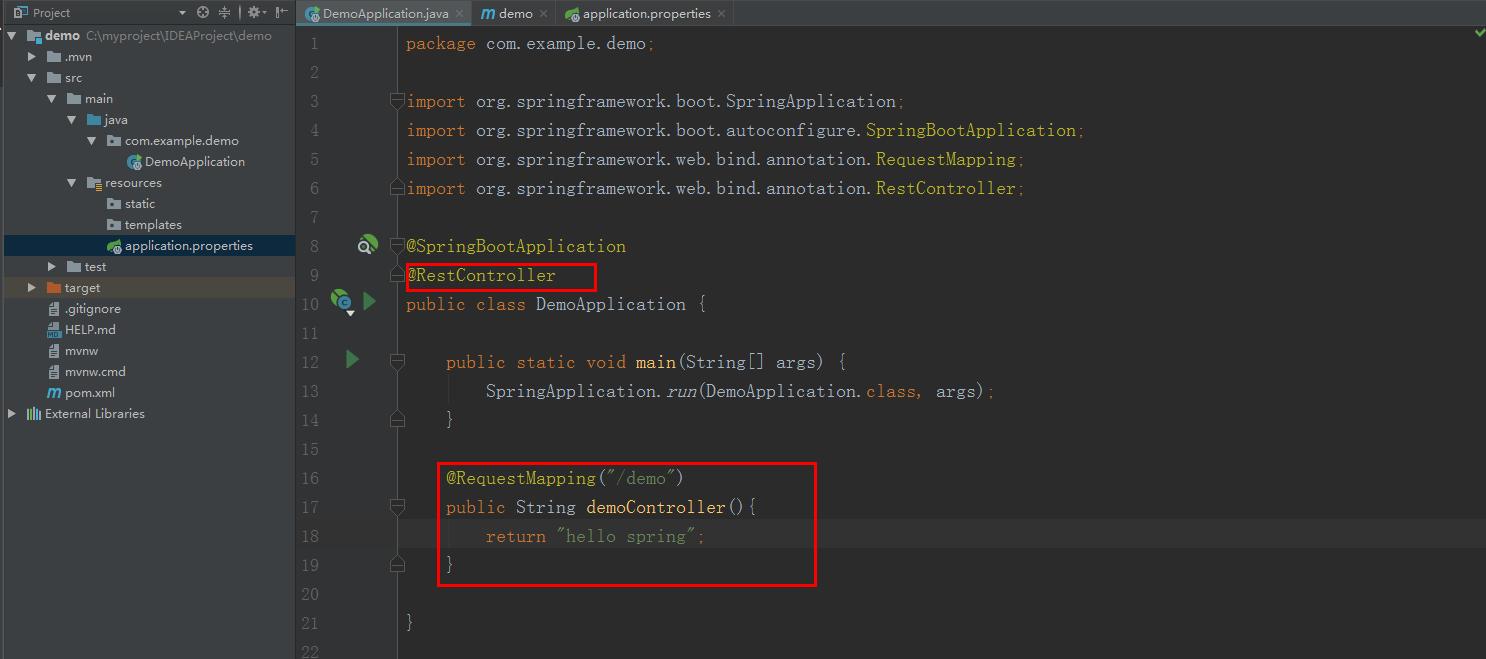 Project
demo C:\myproject\IDEAProject\demo
.mvn
src
main
java
com.example.demo
DemoApplication
resources
static
templates
application.properties
test
target
.gitignore
HELP.md
mvnw
mvnw.cmd
pom.xml
External Libraries
DemoApplication.java
demo
application.properties
1 package com.example.demo;
2
3 import org.springframework.boot.SpringApplication;
4 import org.springframework.boot.autoconfigure.SpringBootApplication;
5 import org.springframework.web.bind.annotation.RequestMapping;
6 import org.springframework.web.bind.annotation.RestController;
7
8 @SpringBootApplication
9 @RestController
10 public class DemoApplication {
11
12     public static void main(String[] args) {
13         SpringApplication.run(DemoApplication.class, args);
14     }
15
16     @RequestMapping("/demo")
17     public String demoController(){
18         return "hello spring";
19     }
20
21 }
22